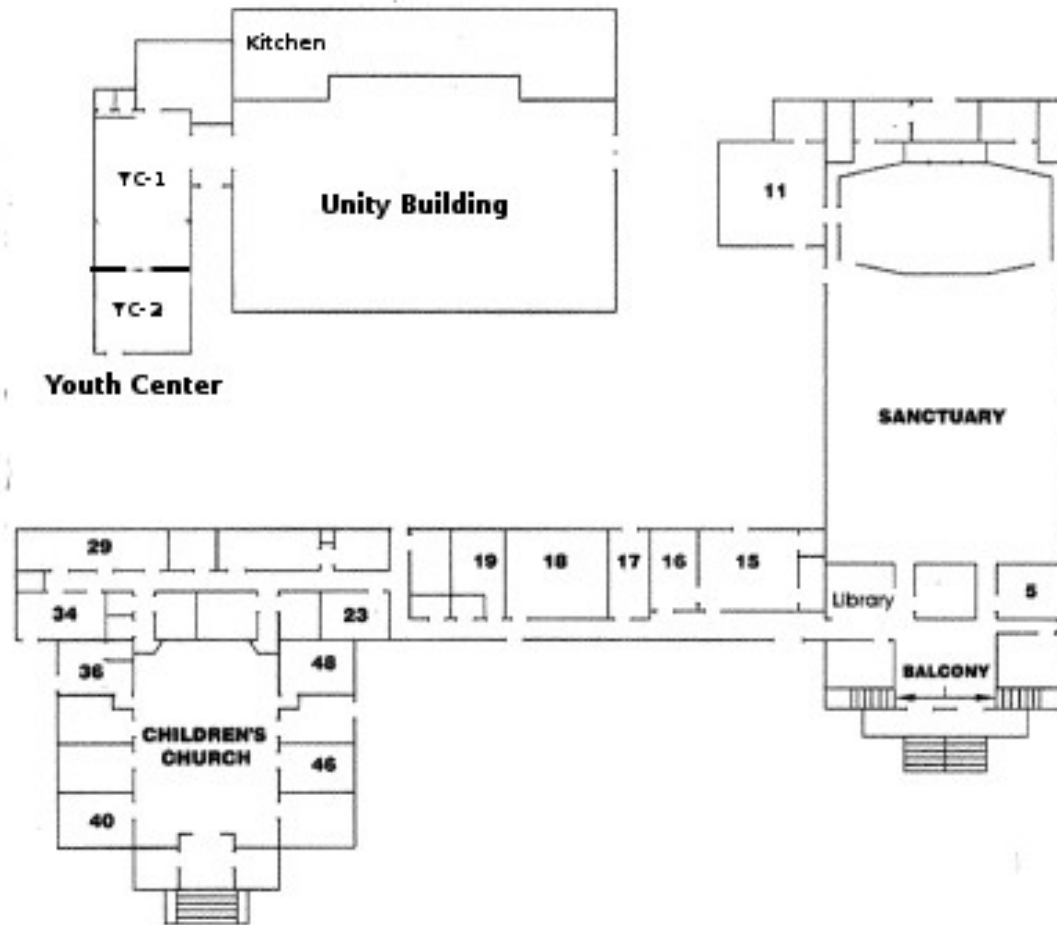 Kitchen
YC-1
Unity Building
11
YC-2
Youth Center
SANCTUARY
29
19
18
17
16
15
34
23
Library
5
36
48
BALCONY
CHILDREN'S
CHURCH
46
40